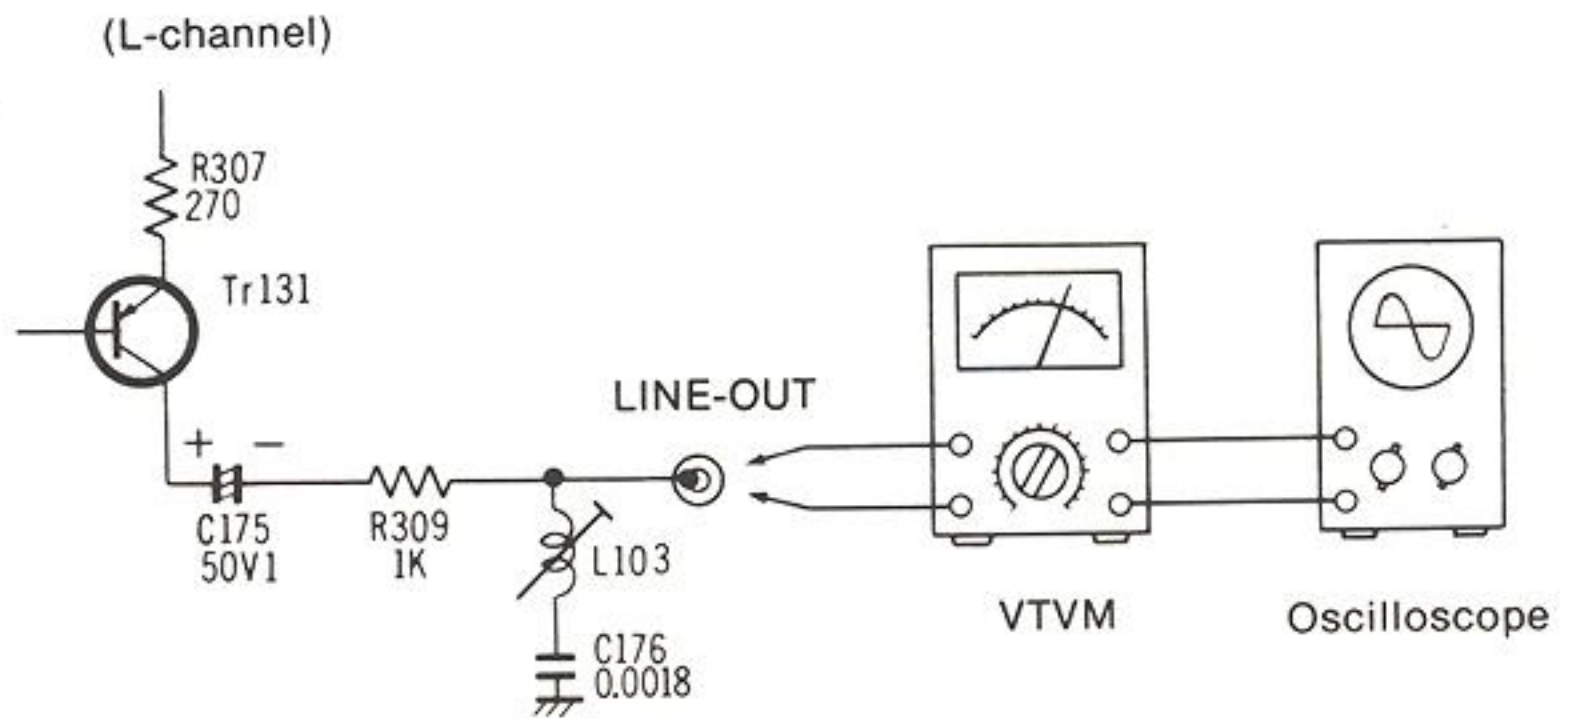 (L-channel)
R307
270
Tr131
LINE-OUT
+ −
C175
50V1
R309
1K
L103
C176
0.0018
VTVM
Oscilloscope